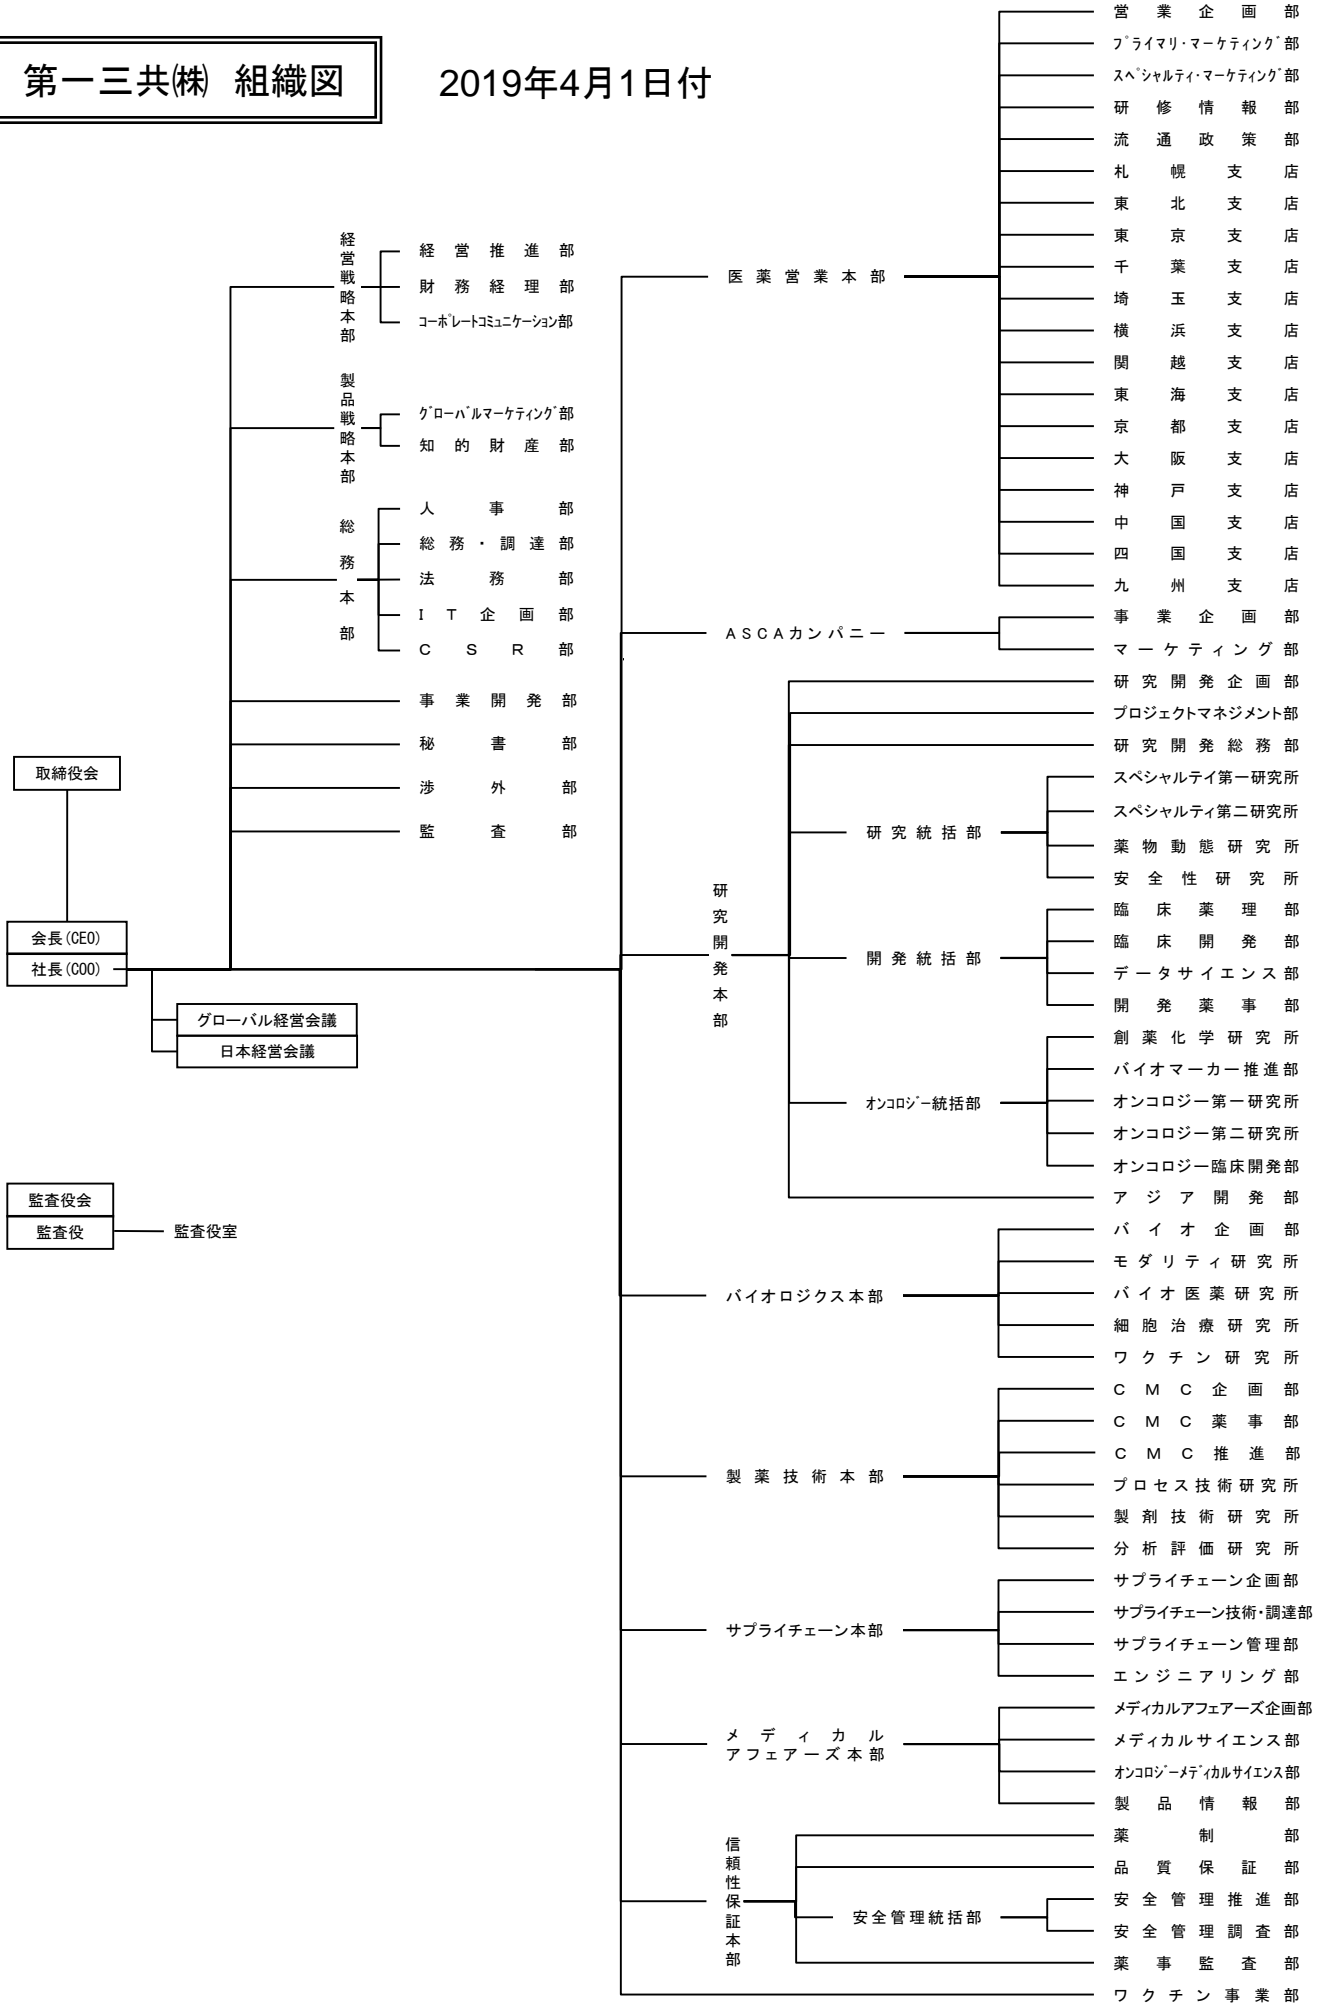 第一三共㈱ 組織図
2019年4月1日付
取締役会
会長(CEO)
社長(COO)
グローバル経営会議
日本経営会議
監査役会
監査役
監査役室
経営戦略本部
経営推進部
財務経理部
コーポレートコミュニケーション部
製品戦略本部
グローバルマーケティング部
知的財産部
総務本部
人事部
総務・調達部
法務部
IT企画部
CSR部
事業開発部
秘書部
渉外部
監査部
医薬営業本部
営業企画部
プライマリ・マーケティング部
スペシャルティ・マーケティング部
研修情報部
流通政策部
札幌支店
東北支店
東京支店
千葉支店
埼玉支店
横浜支店
関越支店
東海支店
京都支店
大阪支店
神戸支店
中国支店
四国支店
九州支店
ASCAカンパニー
事業企画部
マーケティング部
研究開発本部
研究開発企画部
プロジェクトマネジメント部
研究開発総務部
研究統括部
スペシャルテイ第一研究所
スペシャルティ第二研究所
薬物動態研究所
安全性研究所
開発統括部
臨床薬理部
臨床開発部
データサイエンス部
開発薬事部
オンコロジー統括部
創薬化学研究所
バイオマーカー推進部
オンコロジー第一研究所
オンコロジー第二研究所
オンコロジー臨床開発部
アジア開発部
バイオロジクス本部
バイオ企画部
モダリティ研究所
バイオ医薬研究所
細胞治療研究所
ワクチン研究所
製薬技術本部
CMC企画部
CMC薬事部
CMC推進部
プロセス技術研究所
製剤技術研究所
分析評価研究所
サプライチェーン本部
サプライチェーン企画部
サプライチェーン技術・調達部
サプライチェーン管理部
エンジニアリング部
メディカル
アフェアーズ本部
メディカルアフェアーズ企画部
メディカルサイエンス部
オンコロジーメディカルサイエンス部
製品情報部
信頼性保証本部
薬制部
品質保証部
安全管理統括部
安全管理推進部
安全管理調査部
薬事監査部
ワクチン事業部